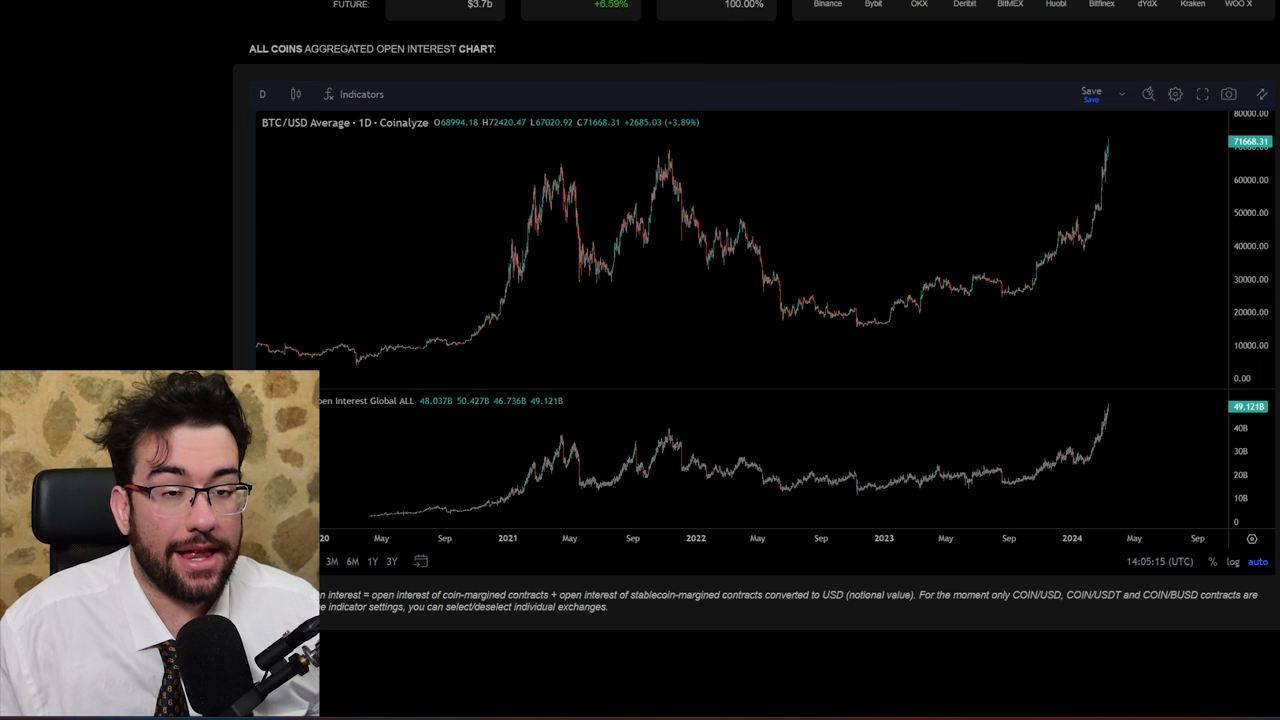 FUTURE: $3.7b +6.59% 100.00% Binance Bybit OKX Deribit BitMEX Huobi Bitfinex dYdX Kraken WOO X
ALL COINS AGGREGATED OPEN INTEREST CHART:
D Indicators Save
Save
BTC/USD Average · 1D · Coinalyze O68994.18 H72420.47 L67020.92 C71668.31 +2685.03 (+3.89%)
80000.00
71668.31
60000.00
50000.00
40000.00
30000.00
20000.00
10000.00
0.00
pen Interest Global ALL 48.037B 50.427B 46.736B 49.121B
49.121B
40B
30B
20B
10B
0
20 May Sep 2021 May Sep 2022 May Sep 2023 May Sep 2024 May Sep
3M 6M 1Y 3Y 14:05:15 (UTC) % log auto
n interest = open interest of coin-margined contracts + open interest of stablecoin-margined contracts converted to USD (notional value). For the moment only COIN/USD, COIN/USDT and COIN/BUSD contracts are
e indicator settings, you can select/deselect individual exchanges.